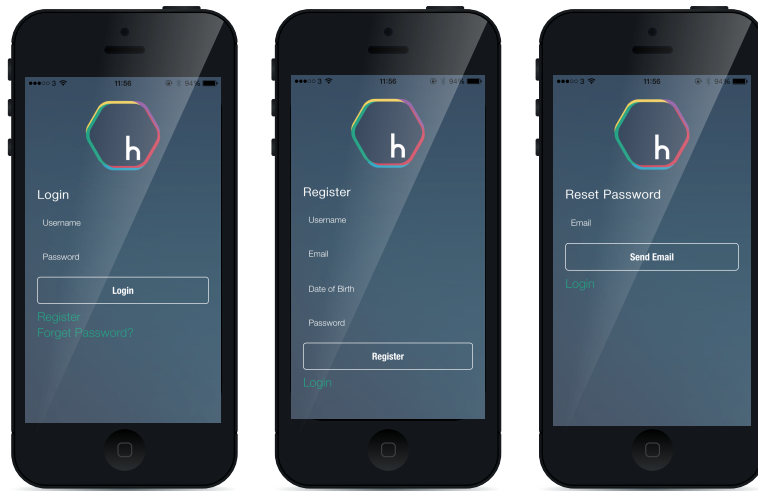 3 11:56 94%
h
Login
Username
Password
Login
Register
Forget Password?
3 11:56 94%
h
Register
Username
Email
Date of Birth
Password
Register
Login
3 11:56 94%
h
Reset Password
Email
Send Email
Login